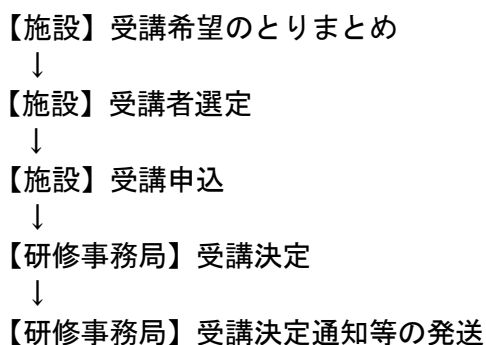 【施設】受講希望のとりまとめ
↓
【施設】受講者選定
↓
【施設】受講申込
↓
【研修事務局】受講決定
↓
【研修事務局】受講決定通知等の発送